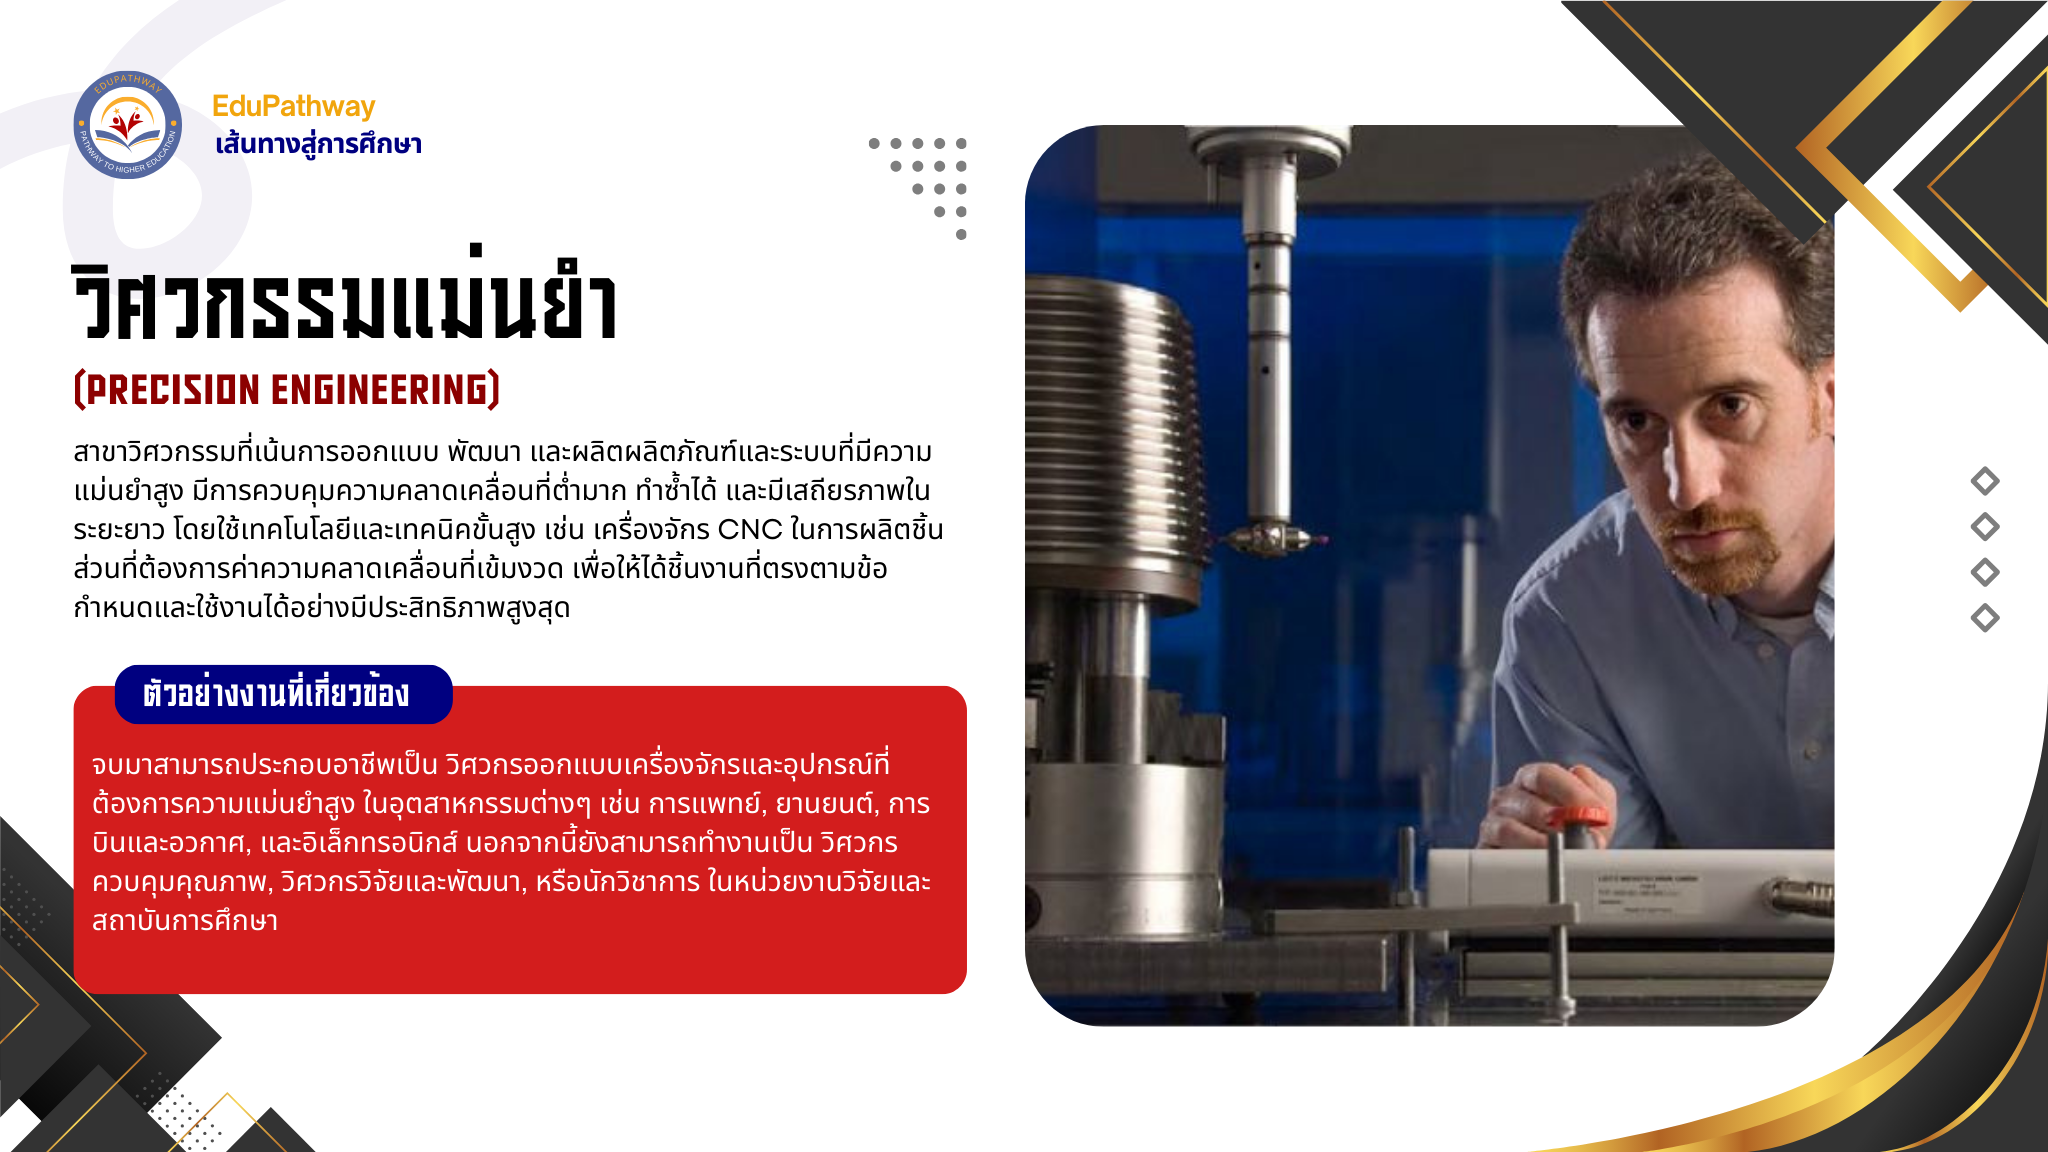 EDUPATHWAY
PATHWAY TO HIGHER EDUCATION
EduPathway
เส้นทางสู่การศึกษา
วิศวกรรมแม่นยำ
(PRECISION ENGINEERING)
สาขาวิศวกรรมที่เน้นการออกแบบ พัฒนา และผลิตผลิตภัณฑ์และระบบที่มีความ
แม่นยำสูง มีการควบคุมความคลาดเคลื่อนที่ต่ำมาก ทำซ้ำได้ และมีเสถียรภาพใน
ระยะยาว โดยใช้เทคโนโลยีและเทคนิคขั้นสูง เช่น เครื่องจักร CNC ในการผลิตชิ้น
ส่วนที่ต้องการค่าความคลาดเคลื่อนที่เข้มงวด เพื่อให้ได้ชิ้นงานที่ตรงตามข้อ
กำหนดและใช้งานได้อย่างมีประสิทธิภาพสูงสุด
ตัวอย่างงานที่เกี่ยวข้อง
จบมาสามารถประกอบอาชีพเป็น วิศวกรออกแบบเครื่องจักรและอุปกรณ์ที่
ต้องการความแม่นยำสูง ในอุตสาหกรรมต่างๆ เช่น การแพทย์, ยานยนต์, การ
บินและอวกาศ, และอิเล็กทรอนิกส์ นอกจากนี้ยังสามารถทำงานเป็น วิศวกร
ควบคุมคุณภาพ, วิศวกรวิจัยและพัฒนา, หรือนักวิชาการ ในหน่วยงานวิจัยและ
สถาบันการศึกษา